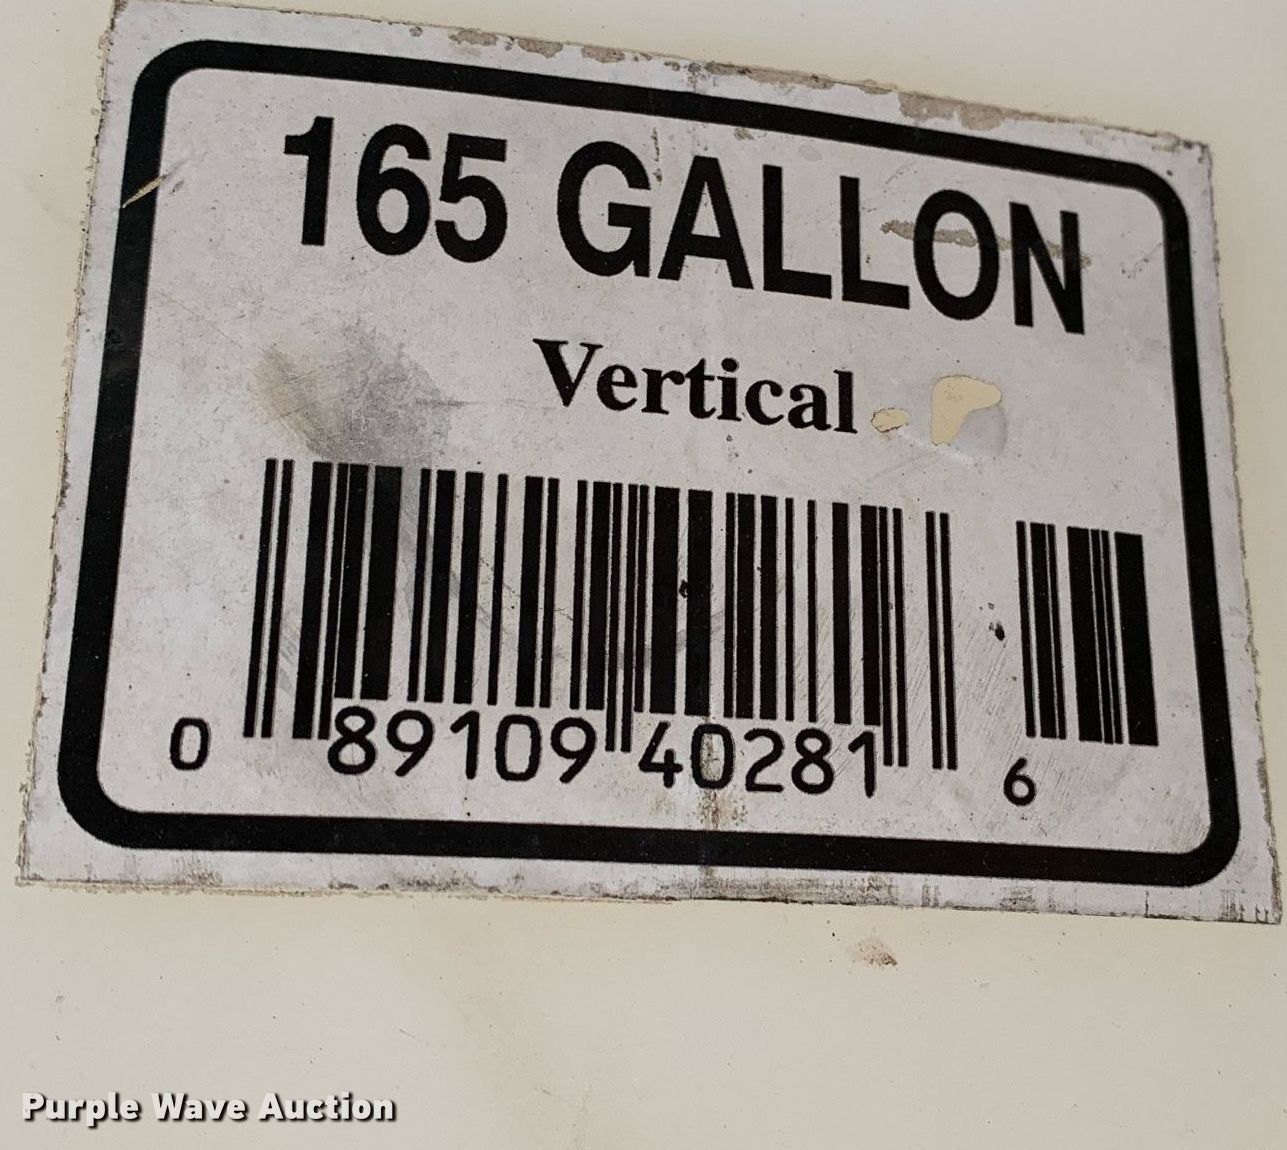 165 GALLON
Vertical
0 89109 40281 6
Purple Wave Auction